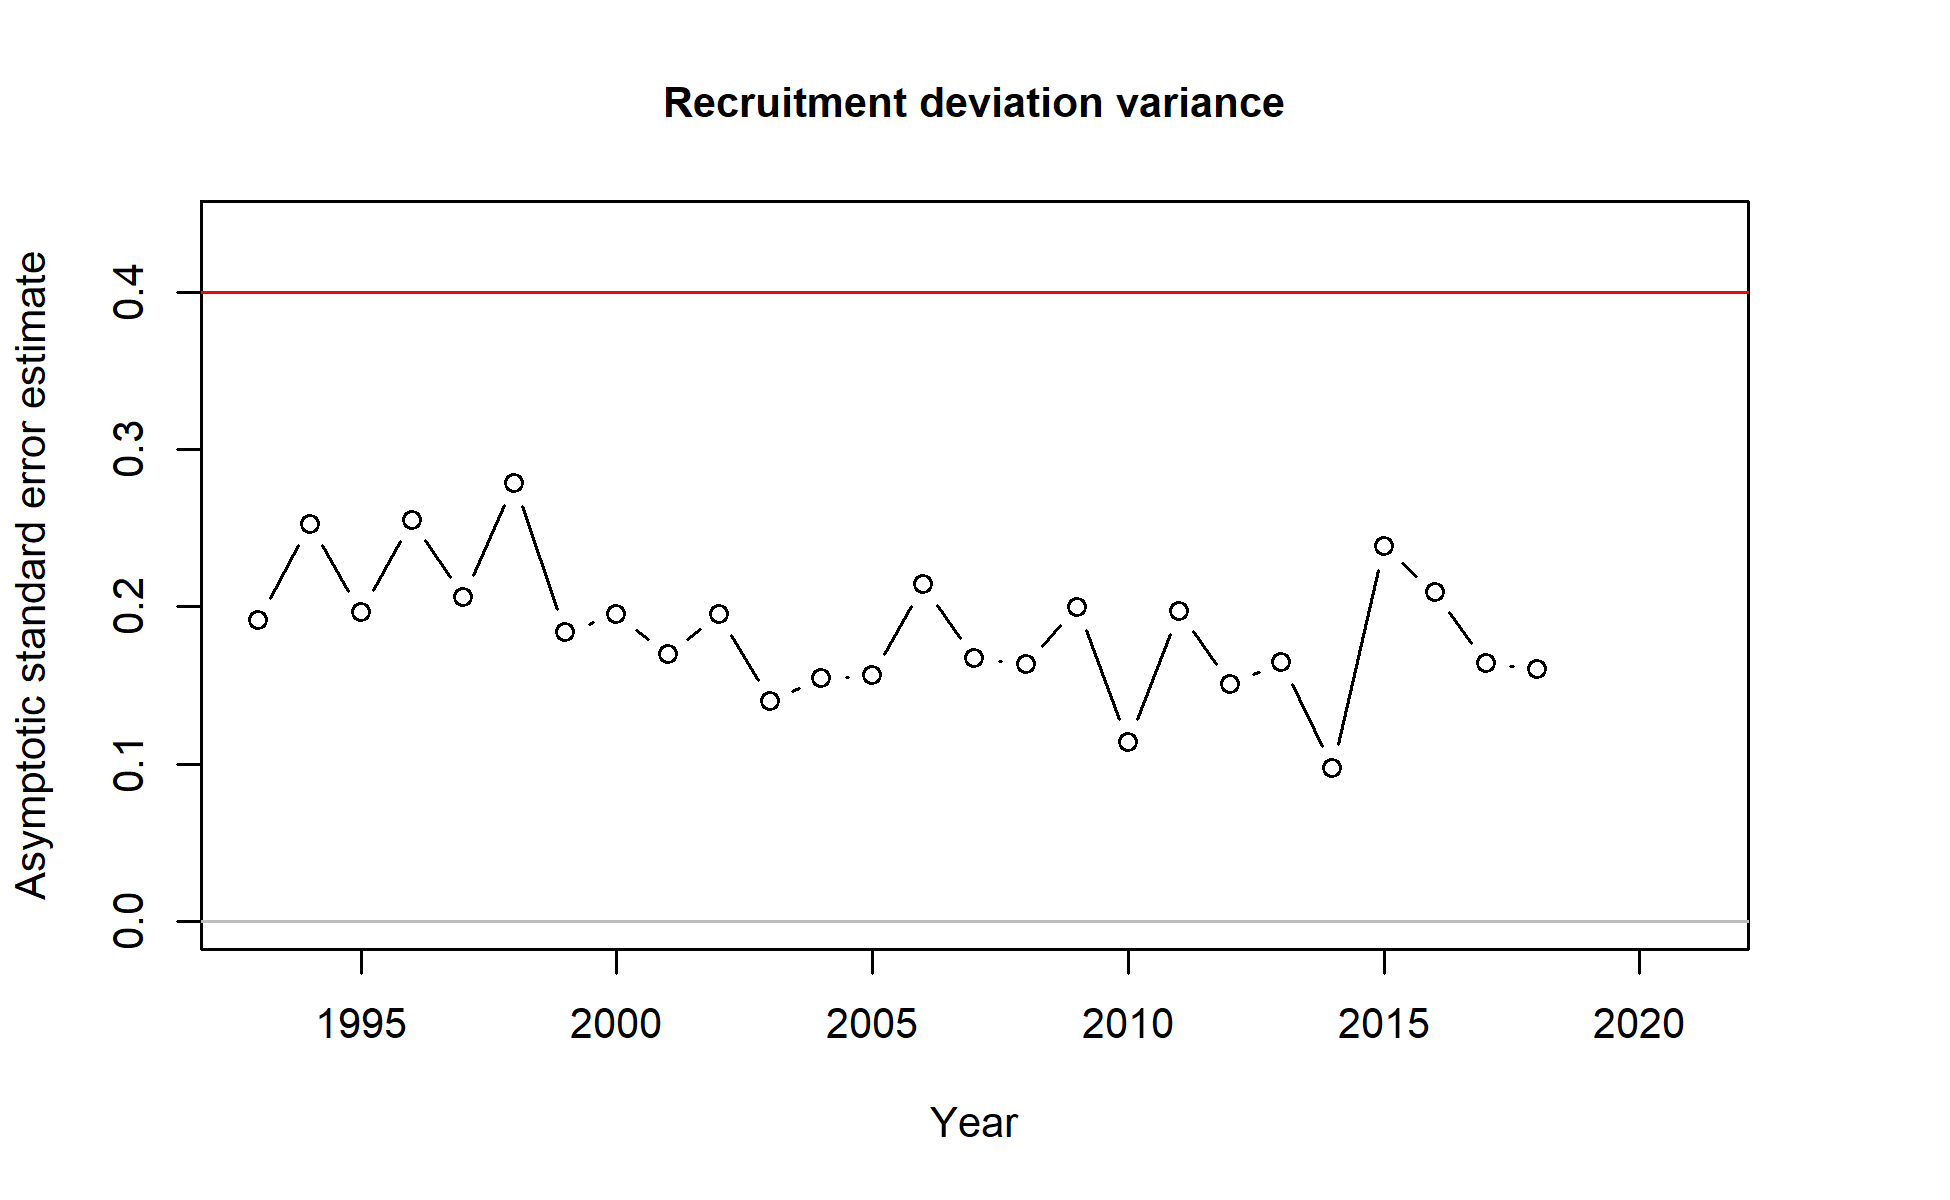 Recruitment deviation variance
Asymptotic standard error estimate
0.4
0.3
0.2
0.1
0.0
1995 2000 2005 2010 2015 2020
Year